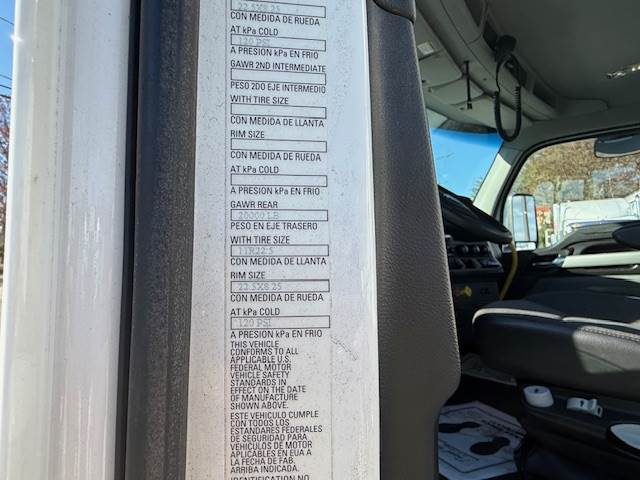 22.5X8.25
CON MEDIDA DE RUEDA
AT kPa COLD
120 PSI
A PRESION kPa EN FRIO
GAWR 2ND INTERMEDIATE
PESO 2DO EJE INTERMEDIO
WITH TIRE SIZE
CON MEDIDA DE LLANTA
RIM SIZE
CON MEDIDA DE RUEDA
AT kPa COLD
A PRESION kPa EN FRIO
GAWR REAR
20000 LB
PESO EN EJE TRASERO
WITH TIRE SIZE
11R22.5
CON MEDIDA DE LLANTA
RIM SIZE
22.5X8.25
CON MEDIDA DE RUEDA
AT kPa COLD
120 PSI
A PRESION kPa EN FRIO
THIS VEHICLE
CONFORMS TO ALL
APPLICABLE U.S.
FEDERAL MOTOR
VEHICLE SAFETY
STANDARDS IN
EFFECT ON THE DATE
OF MANUFACTURE
SHOWN ABOVE.
ESTE VEHICULO CUMPLE
CON TODOS LOS
ESTANDARES FEDERALES
DE SEGURIDAD PARA
VEHÍCULOS DE MOTOR
APLICABLES EN EUA A
LA FECHA DE FAB.
ARRIBA INDICADA.
IDENTIFICATION NO